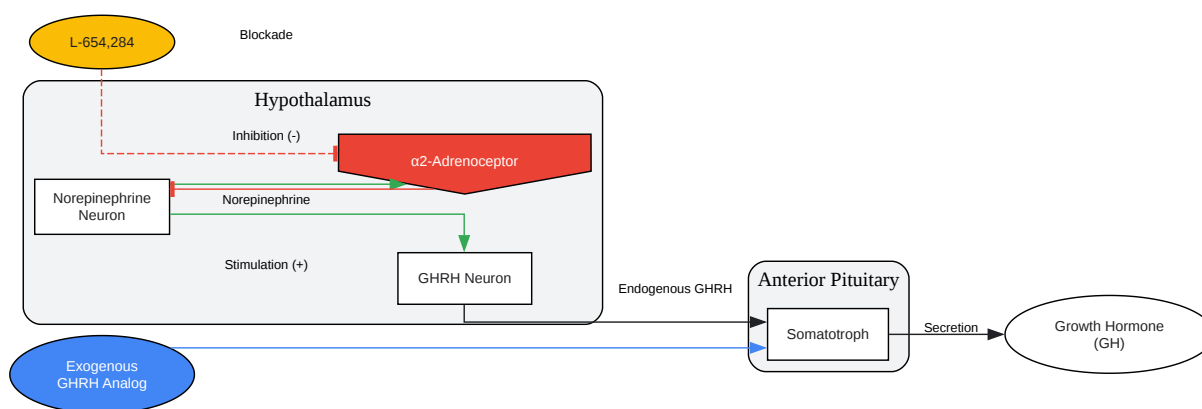 L-654,284
Blockade
Hypothalamus
Inhibition (-)
α2-Adrenoceptor
Norepinephrine
Neuron
Norepinephrine
Stimulation (+)
GHRH Neuron
Endogenous GHRH
Anterior Pituitary
Somatotroph
Secretion
Growth Hormone
(GH)
Exogenous
GHRH Analog